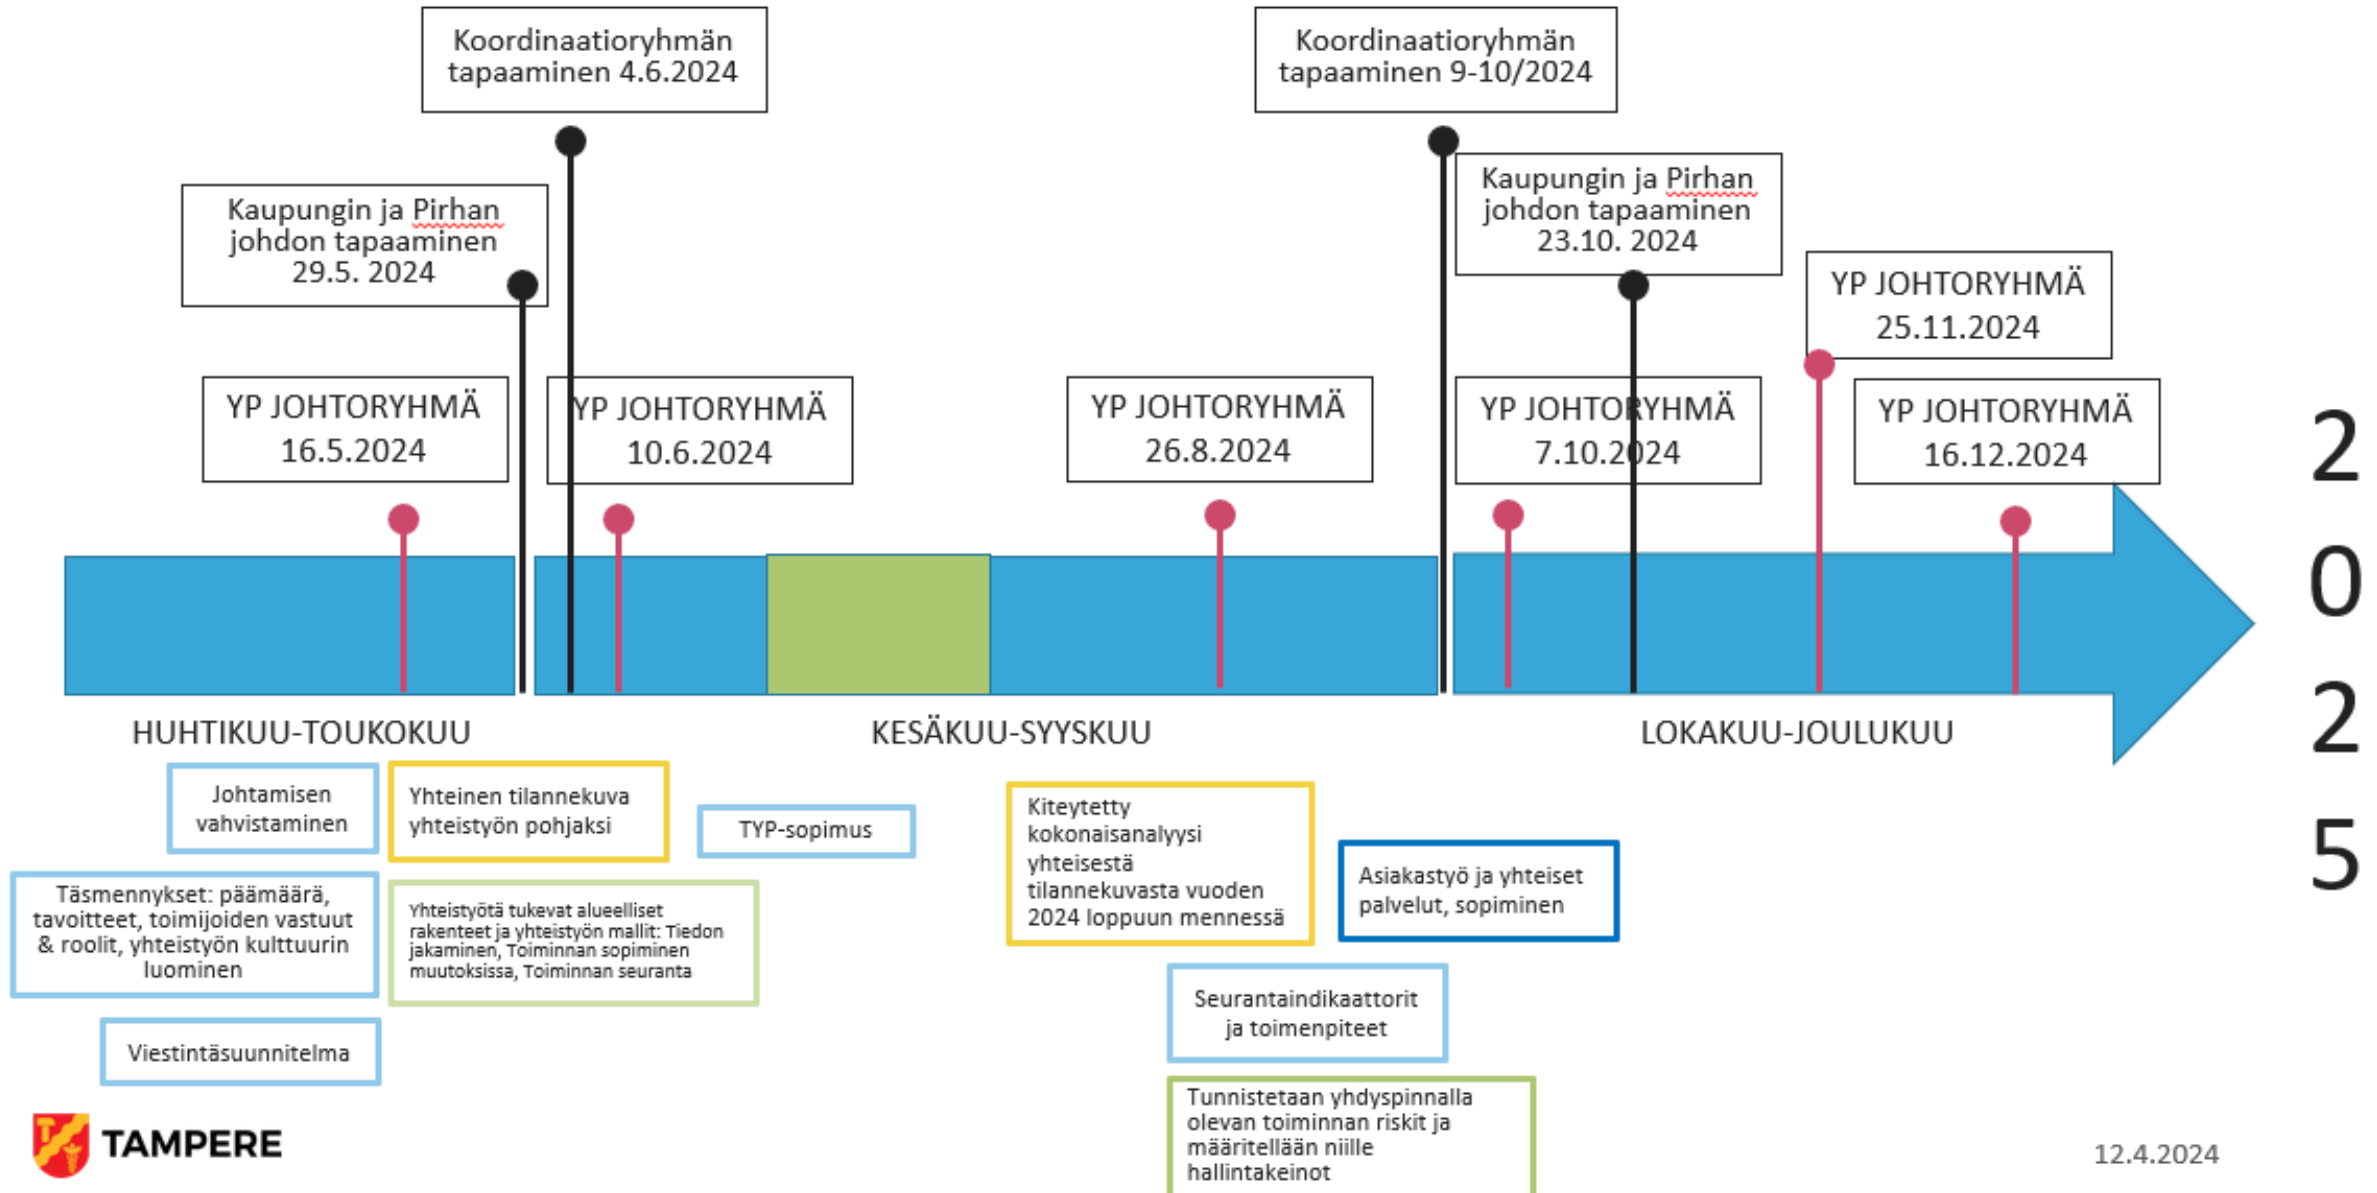 Koordinaatioryhmän
tapaaminen 4.6.2024
Koordinaatioryhmän
tapaaminen 9-10/2024
Kaupungin ja Pirhan
johdon tapaaminen
29.5. 2024
Kaupungin ja Pirhan
johdon tapaaminen
23.10. 2024
YP JOHTORYHMÄ
25.11.2024
YP JOHTORYHMÄ
16.5.2024
YP JOHTORYHMÄ
10.6.2024
YP JOHTORYHMÄ
26.8.2024
YP JOHTORYHMÄ
7.10.2024
YP JOHTORYHMÄ
16.12.2024
2
0
2
5
HUHTIKUU-TOUKOKUU
KESÄKUU-SYYSKUU
LOKAKUU-JOULUKUU
Johtamisen
vahvistaminen
Yhteinen tilannekuva
yhteistyön pohjaksi
TYP-sopimus
Kiteytetty
kokonaisanalyysi
yhteisestä
tilannekuvasta vuoden
2024 loppuun mennessä
Asiakastyö ja yhteiset
palvelut, sopiminen
Täsmennykset: päämäärä,
tavoitteet, toimijoiden vastuut
& roolit, yhteistyön kulttuurin
luominen
Yhteistyötä tukevat alueelliset
rakenteet ja yhteistyön mallit: Tiedon
jakaminen, Toiminnan sopiminen
muutoksissa, Toiminnan seuranta
Seurantaindikaattorit
ja toimenpiteet
Viestintäsuunnitelma
Tunnistetaan yhdyspinnalla
olevan toiminnan riskit ja
määritellään niille
hallintakeinot
TAMPERE
12.4.2024